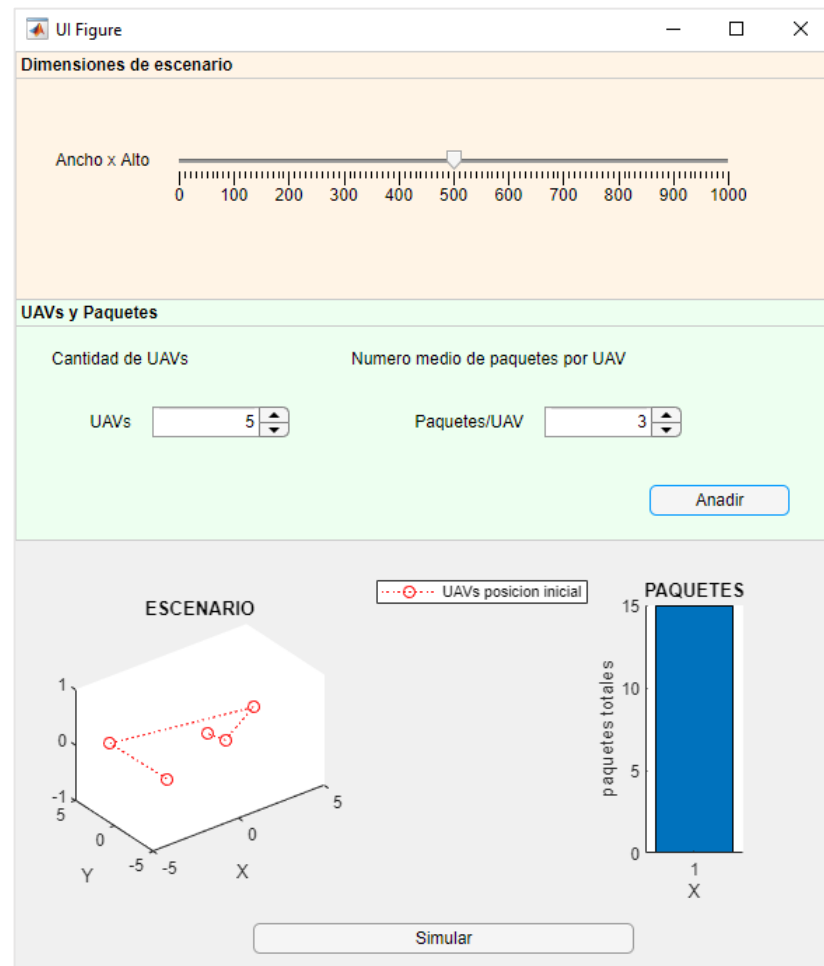 UI Figure
Dimensiones de escenario
Ancho x Alto
0 100 200 300 400 500 600 700 800 900 1000
UAVs y Paquetes
Cantidad de UAVs
Numero medio de paquetes por UAV
UAVs 5
Paquetes/UAV 3
Anadir
ESCENARIO
1
0
-1
5
0
-5
Y
-5
0
5
X
UAVs posicion inicial
PAQUETES
paquetes totales
15
10
5
0
1
X
Simular